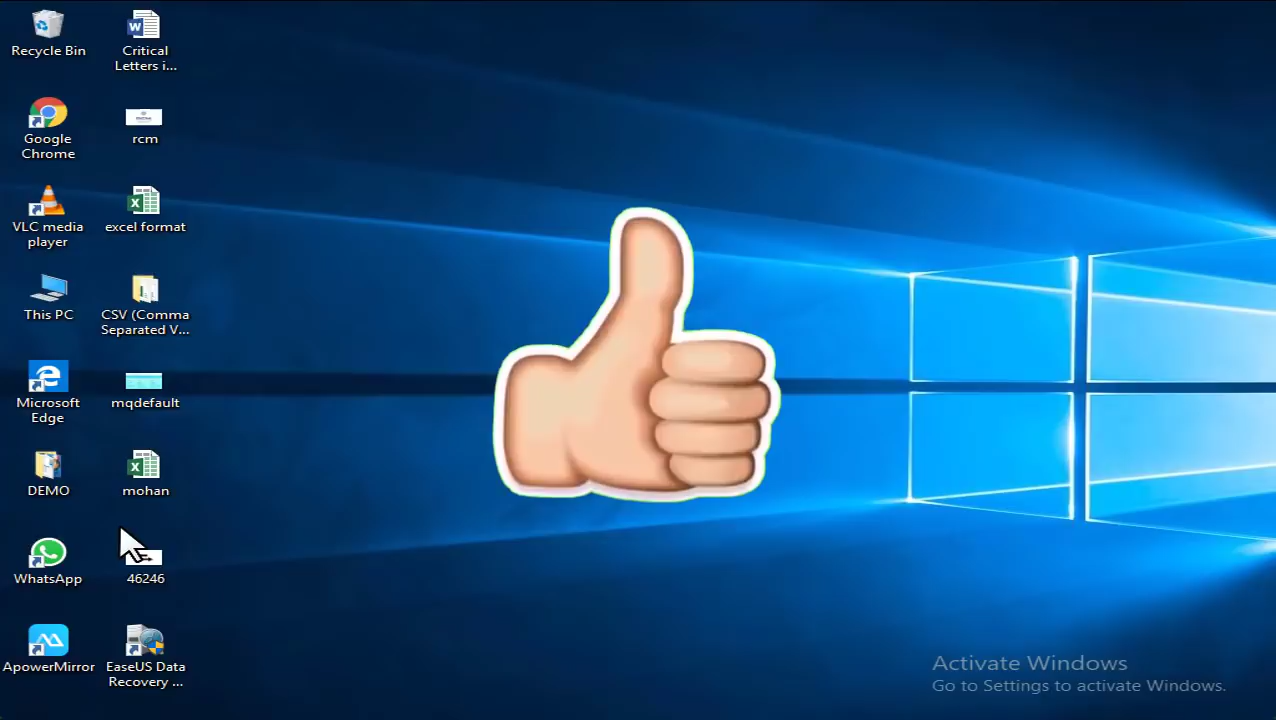 Recycle Bin
Critical
Letters i...
Google
Chrome
rcm
VLC media
player
excel format
This PC
CSV (Comma
Separated V...
Microsoft
Edge
mqdefault
DEMO
mohan
WhatsApp
46246
ApowerMirror
EaseUS Data
Recovery ...
Activate Windows
Go to Settings to activate Windows.